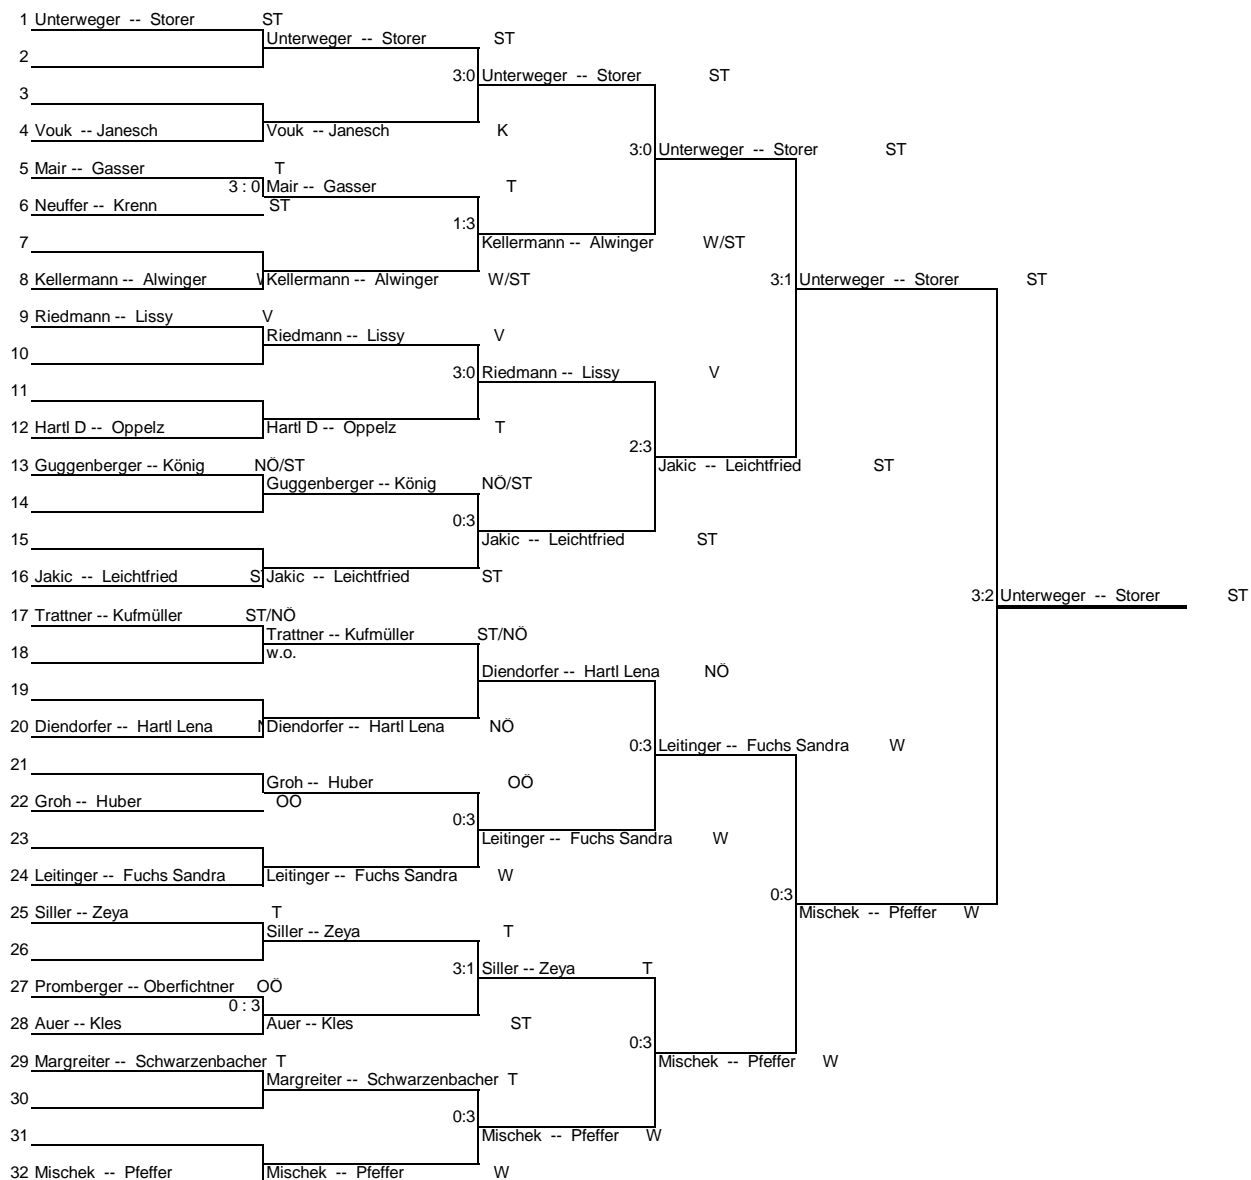 1 Unterweger -- Storer ST
Unterweger -- Storer ST
2
3:0 Unterweger -- Storer ST
3
4 Vouk -- Janesch Vouk -- Janesch K
3:0 Unterweger -- Storer ST
5 Mair -- Gasser T
3 : 0 Mair -- Gasser T
6 Neuffer -- Krenn ST
1:3
7 Kellermann -- Alwinger W/ST
8 Kellermann -- Alwinger Kellermann -- Alwinger W/ST
3:1 Unterweger -- Storer ST
9 Riedmann -- Lissy V
Riedmann -- Lissy V
10
3:0 Riedmann -- Lissy V
11
12 Hartl D -- Oppelz Hartl D -- Oppelz T
2:3
13 Guggenberger -- König NÖ/ST Jakic -- Leichtfried ST
Guggenberger -- König NÖ/ST
14
0:3
15 Jakic -- Leichtfried ST
16 Jakic -- Leichtfried S Jakic -- Leichtfried ST
3:2 Unterweger -- Storer ST
17 Trattner -- Kufmüller ST/NÖ
Trattner -- Kufmüller ST/NÖ
18 w.o.
Diendorfer -- Hartl Lena NÖ
19
20 Diendorfer -- Hartl Lena Diendorfer -- Hartl Lena NÖ
0:3 Leitinger -- Fuchs Sandra W
21
Groh -- Huber OÖ
22 Groh -- Huber OÖ
0:3
23 Leitinger -- Fuchs Sandra W
24 Leitinger -- Fuchs Sandra Leitinger -- Fuchs Sandra W
0:3
25 Siller -- Zeya T Mischek -- Pfeffer W
Siller -- Zeya T
26
3:1 Siller -- Zeya T
27 Promberger -- Oberfichtner OÖ
0 : 3
28 Auer -- Kles Auer -- Kles ST
0:3
29 Margreiter -- Schwarzenbacher T Mischek -- Pfeffer W
Margreiter -- Schwarzenbacher T
30
0:3
31 Mischek -- Pfeffer W
32 Mischek -- Pfeffer Mischek -- Pfeffer W